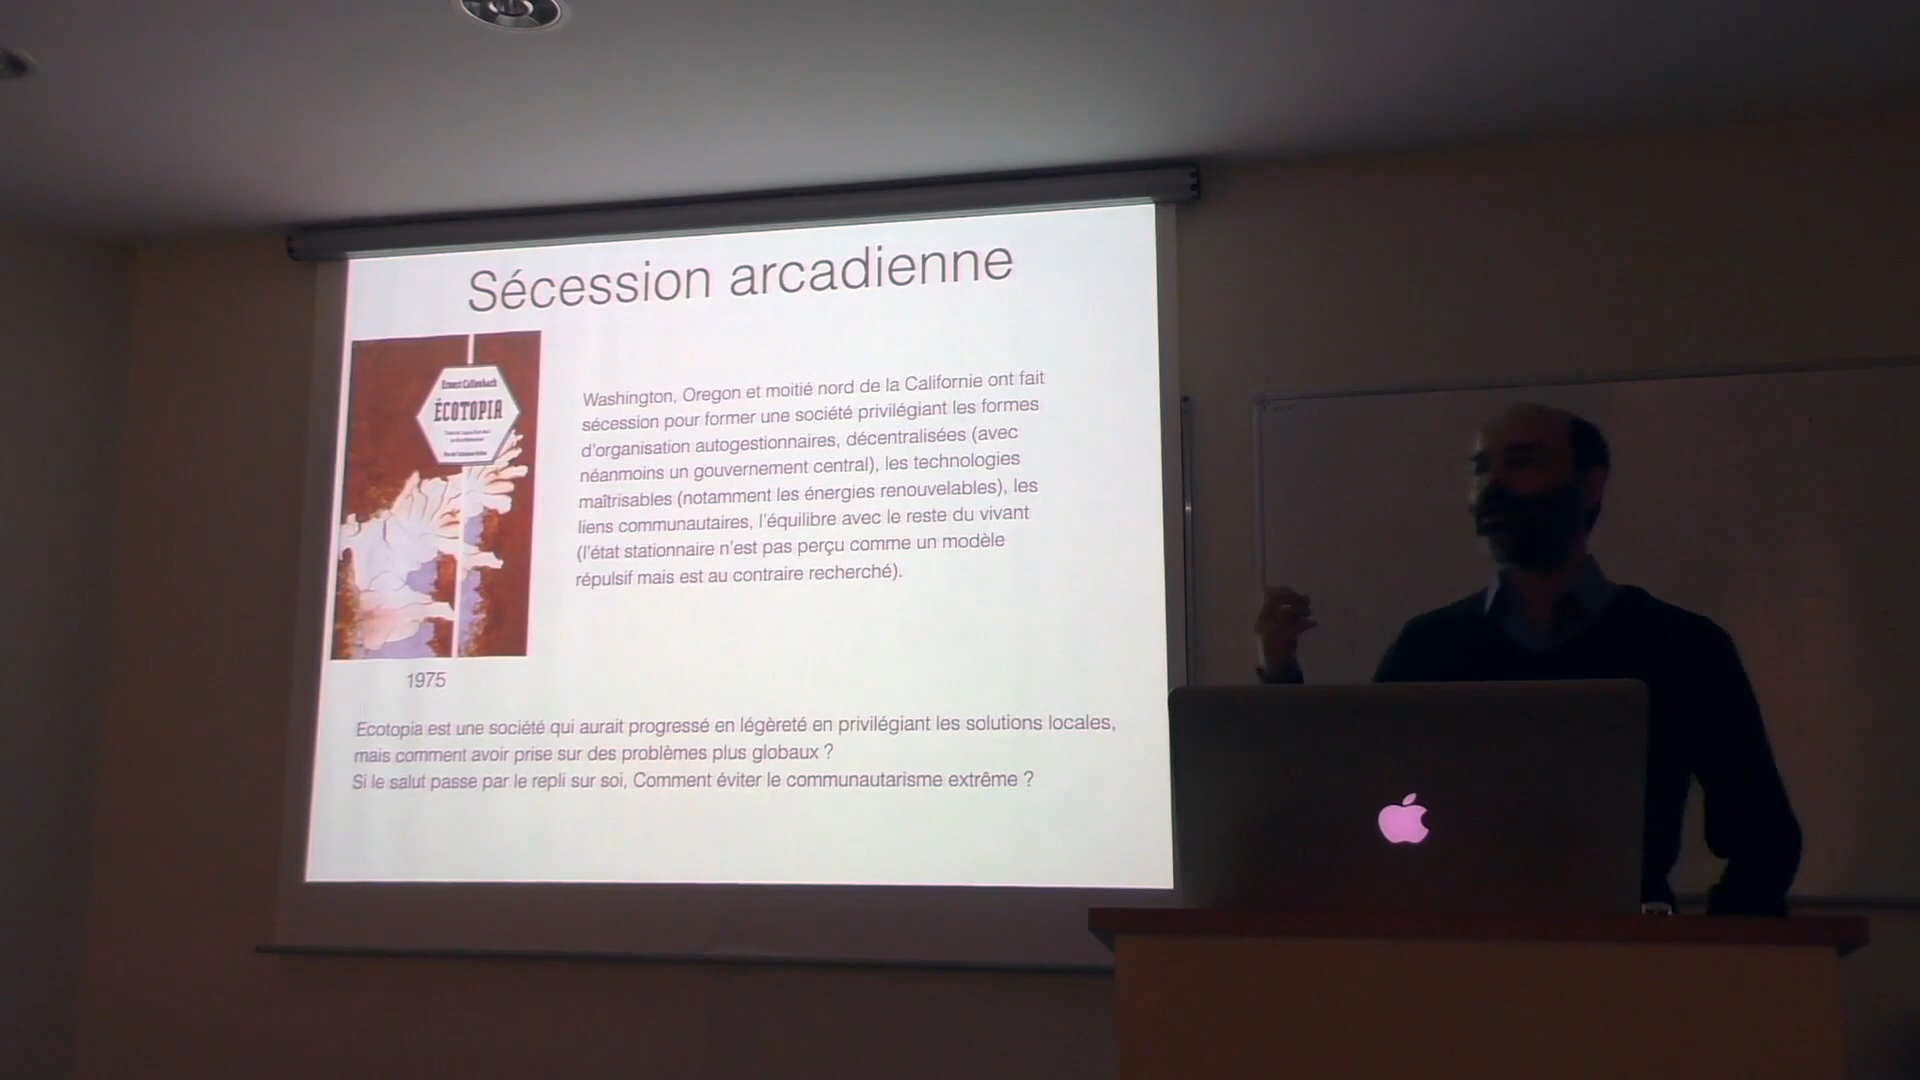 Sécession arcadienne
Ernest Callenbach
ÉCOTOPIA
Washington, Oregon et moitié nord de la Californie ont fait
sécession pour former une société privilégiant les formes
d'organisation autogestionnaires, décentralisées (avec
néanmoins un gouvernement central), les technologies
maîtrisables (notamment les énergies renouvelables), les
liens communautaires, l'équilibre avec le reste du vivant
(l'état stationnaire n'est pas perçu comme un modèle
répulsif mais est au contraire recherché).
1975
Ecotopia est une société qui aurait progressé en légèreté en privilégiant les solutions locales,
mais comment avoir prise sur des problèmes plus globaux ?
Si le salut passe par le repli sur soi, Comment éviter le communautarisme extrême ?